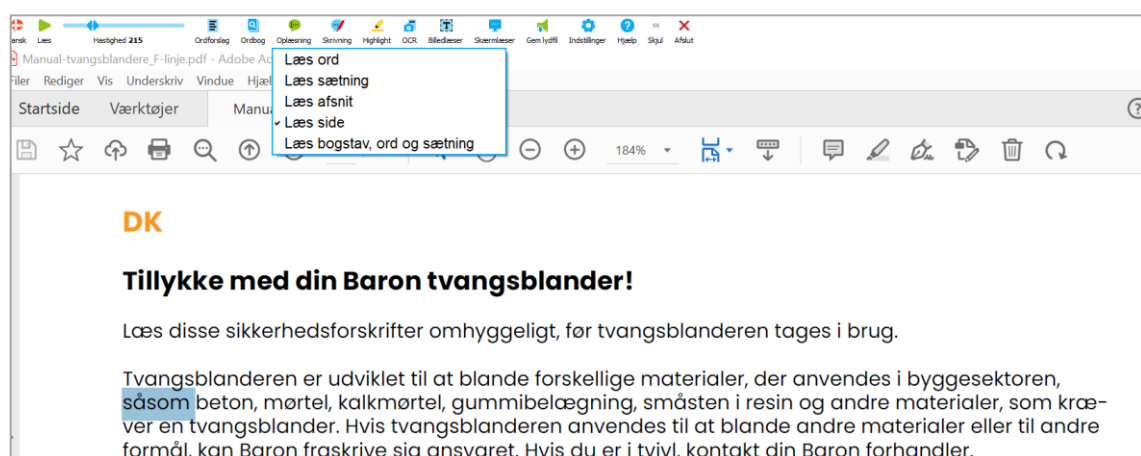 ansk Læs Hastighed 215 Ordforslag Ordbog Oplæsning Skrivning Highlight OCR Billedlæser Skærmlæser Gem lydfil Indstillinger Hjælp Skjul Afslut
Manual-tvangsblandere_F-linje.pdf - Adobe Ac
Filer Rediger Vis Underskriv Vindue Hjæl
Startside Værktøjer Manua
Læs ord
Læs sætning
Læs afsnit
Læs side
Læs bogstav, ord og sætning
184%
DK
Tillykke med din Baron tvangsblander!
Læs disse sikkerhedsforskrifter omhyggeligt, før tvangsblanderen tages i brug.
Tvangsblanderen er udviklet til at blande forskellige materialer, der anvendes i byggesektoren,
såsom beton, mørtel, kalkmørtel, gummibelægning, småsten i resin og andre materialer, som kræ-
ver en tvangsblander. Hvis tvangsblanderen anvendes til at blande andre materialer eller til andre
formål, kan Baron fraskrive sig ansvaret. Hvis du er i tvivl, kontakt din Baron forhandler.